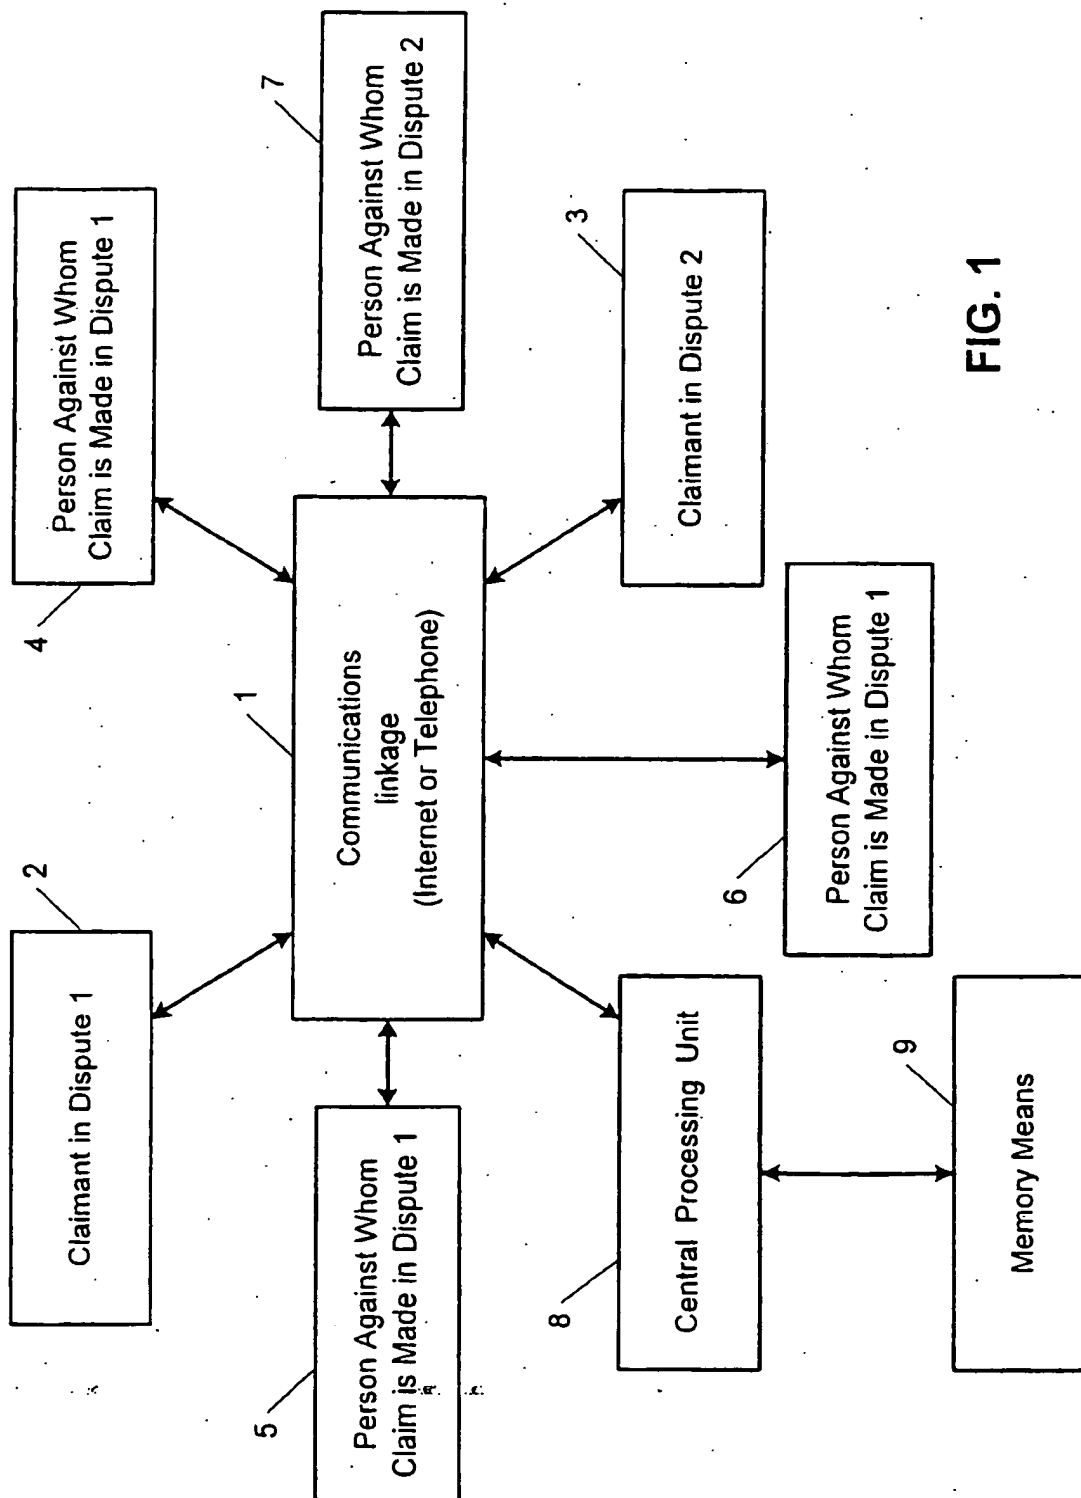 2
Claimant in Dispute 1
4
Person Against Whom
Claim is Made in Dispute 1
5
Person Against Whom
Claim is Made in Dispute 1
1
Communications
linkage
(Internet or Telephone)
7
Person Against Whom
Claim is Made in Dispute 2
8
Central Processing Unit
6
Person Against Whom
Claim is Made in Dispute 1
3
Claimant in Dispute 2
9
Memory Means
FIG. 1